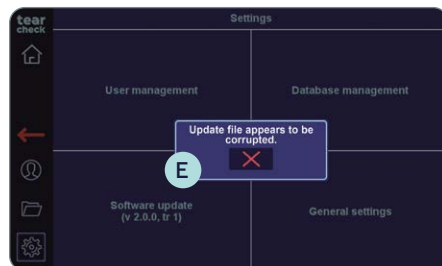 tear
check
Settings
User management
Database management
Update file appears to be
corrupted.
E
Software update
(v 2.0.0, tr 1)
General settings